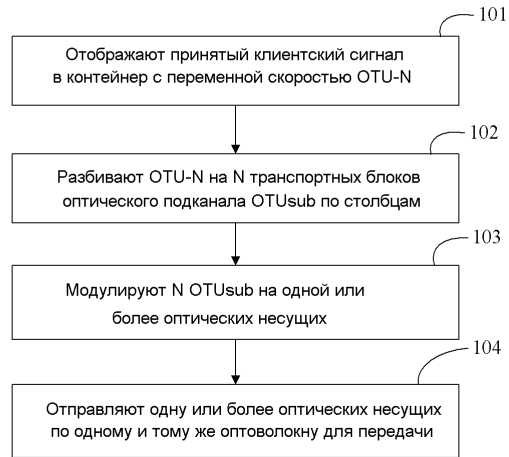 101
Отображают принятый клиентский сигнал
в контейнер с переменной скоростью OTU-N
102
Разбивают OTU-N на N транспортных блоков
оптического подканала OTUsub по столбцам
103
Модулируют N OTUsub на одной или
более оптических несущих
104
Отправляют одну или более оптических несущих
по одному и тому же оптоволокну для передачи